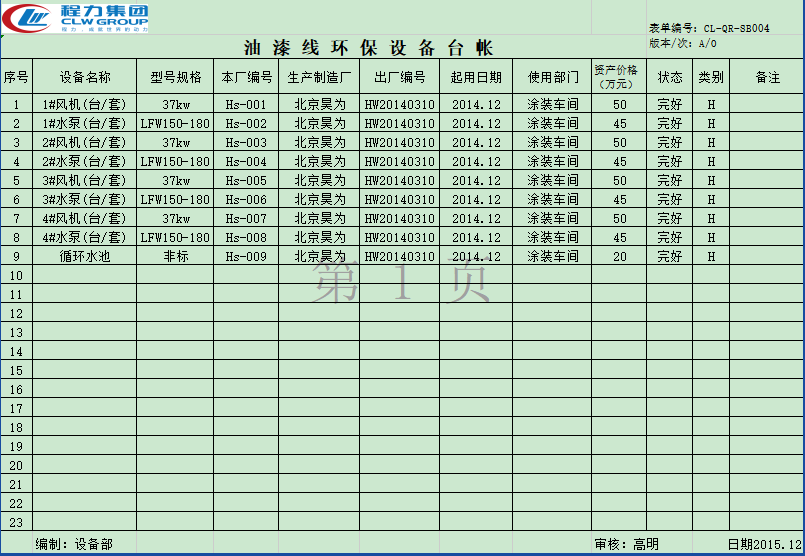 程力集团
CLW GROUP
程力，成就世界的动力
表单编号: CL-QR-SB004
油漆线环保设备台帐
版本/次: A/0
序号 设备名称 型号规格 本厂编号 生产制造厂 出厂编号 起用日期 使用部门 资产价格(万元) 状态 类别 备注
1 1#风机(台/套) 37kw Hs-001 北京昊为 HW20140310 2014.12 涂装车间 50 完好 H
2 1#水泵(台/套) LFW150-180 Hs-002 北京昊为 HW20140310 2014.12 涂装车间 45 完好 H
3 2#风机(台/套) 37kw Hs-003 北京昊为 HW20140310 2014.12 涂装车间 50 完好 H
4 2#水泵(台/套) LFW150-180 Hs-004 北京昊为 HW20140310 2014.12 涂装车间 45 完好 H
5 3#风机(台/套) 37kw Hs-005 北京昊为 HW20140310 2014.12 涂装车间 50 完好 H
6 3#水泵(台/套) LFW150-180 Hs-006 北京昊为 HW20140310 2014.12 涂装车间 45 完好 H
7 4#风机(台/套) 37kw Hs-007 北京昊为 HW20140310 2014.12 涂装车间 50 完好 H
8 4#水泵(台/套) LFW150-180 Hs-008 北京昊为 HW20140310 2014.12 涂装车间 45 完好 H
9 循环水池 非标 Hs-009 北京昊为 HW20140310 2014.12 涂装车间 20 完好 H
第 1 页
10
11
12
13
14
15
16
17
18
19
20
21
22
23
编制: 设备部 审核: 高明 日期2015.12